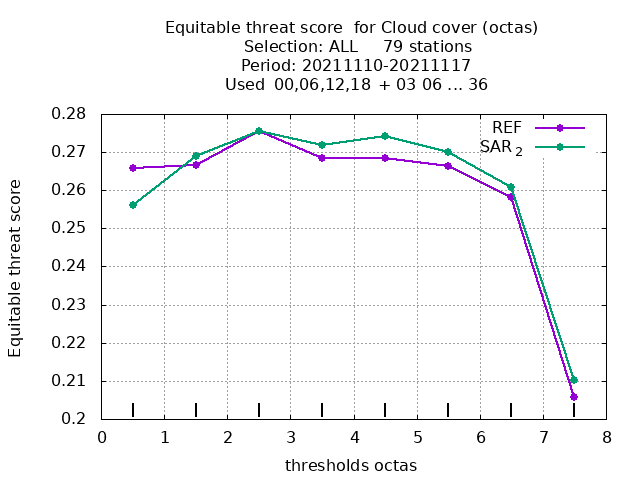 Equitable threat score  for Cloud cover (octas)
Selection: ALL     79 stations
Period: 20211110-20211117
Used  00,06,12,18  + 03 06 ... 36
REF
SAR 2
0.28
0.27
0.26
0.25
0.24
0.23
0.22
0.21
0.2
Equitable threat score
0 1 2 3 4 5 6 7 8
thresholds octas